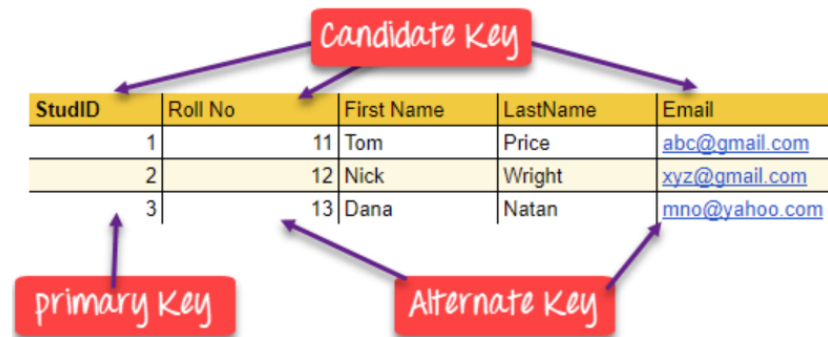 Candidate Key
StudID Roll No First Name LastName Email
1 11 Tom Price abc@gmail.com
2 12 Nick Wright xyz@gmail.com
3 13 Dana Natan mno@yahoo.com
primary Key Alternate Key